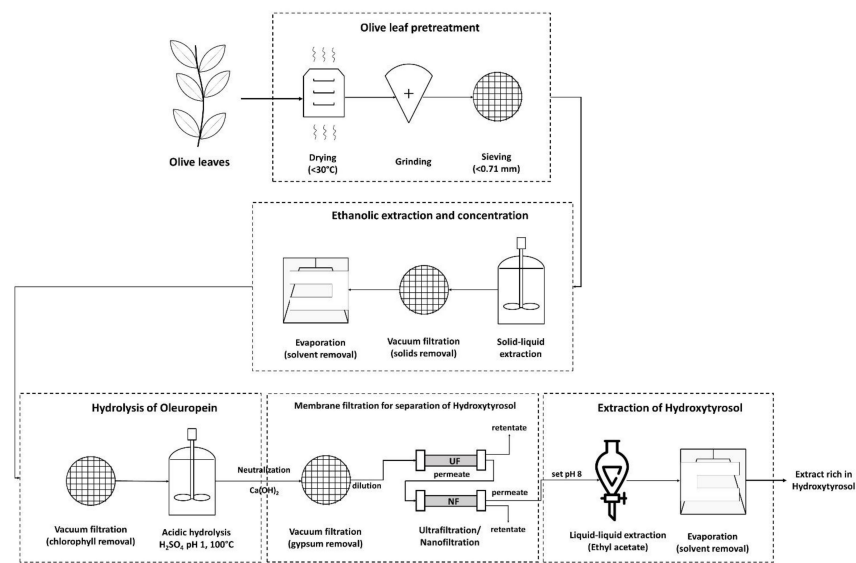 Olive leaf pretreatment
Olive leaves
Drying
(<30°C)
Grinding
Sieving
(<0.71 mm)
Ethanolic extraction and concentration
Evaporation
(solvent removal)
Vacuum filtration
(solids removal)
Solid-liquid
extraction
Hydrolysis of Oleuropein
Vacuum filtration
(chlorophyll removal)
Acidic hydrolysis
H₂SO₄ pH 1, 100°C
Neutralization
Ca(OH)₂
Membrane filtration for separation of Hydroxytyrosol
Vacuum filtration
(gypsum removal)
dilution
retentate
UF
permeate
NF
permeate
retentate
Ultrafiltration/
Nanofiltration
set pH 8
Extraction of Hydroxytyrosol
Liquid-liquid extraction
(Ethyl acetate)
Evaporation
(solvent removal)
Extract rich in
Hydroxytyrosol